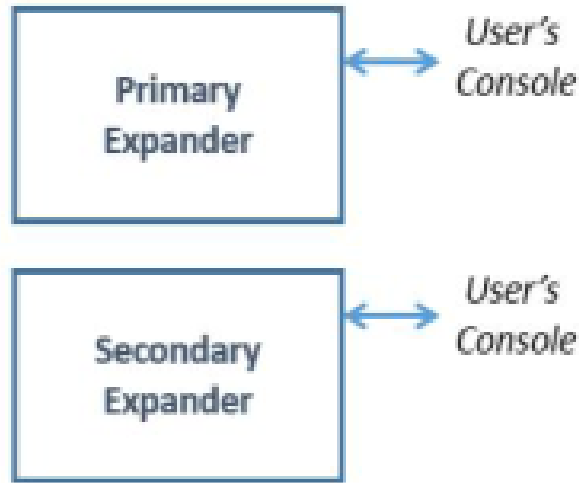 Primary
Expander
User's
Console
Secondary
Expander
User's
Console